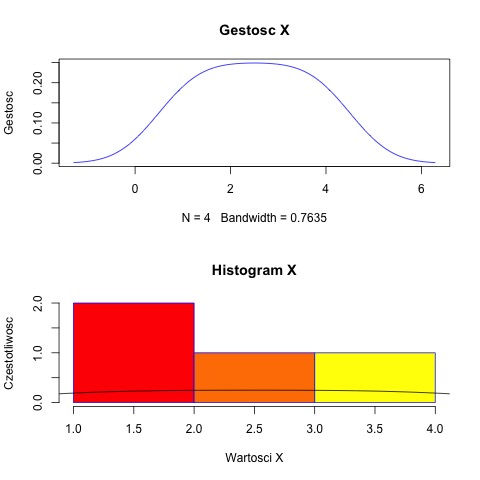 Gestosc X
Gestosc
0.00 0.10 0.20
0 2 4 6
N = 4 Bandwidth = 0.7635
Histogram X
Czestotliwosc
0.0 1.0 2.0
1.0 1.5 2.0 2.5 3.0 3.5 4.0
Wartosci X